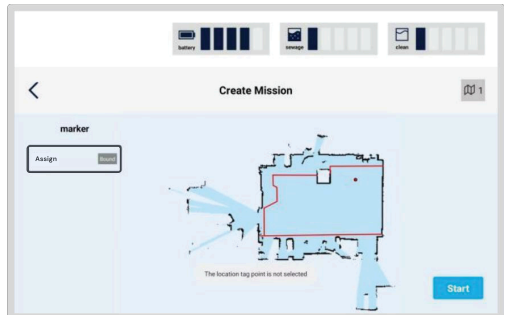 battery
sewage
clean
Create Mission
1
marker
Assign
Bound
The location tag point is not selected
Start